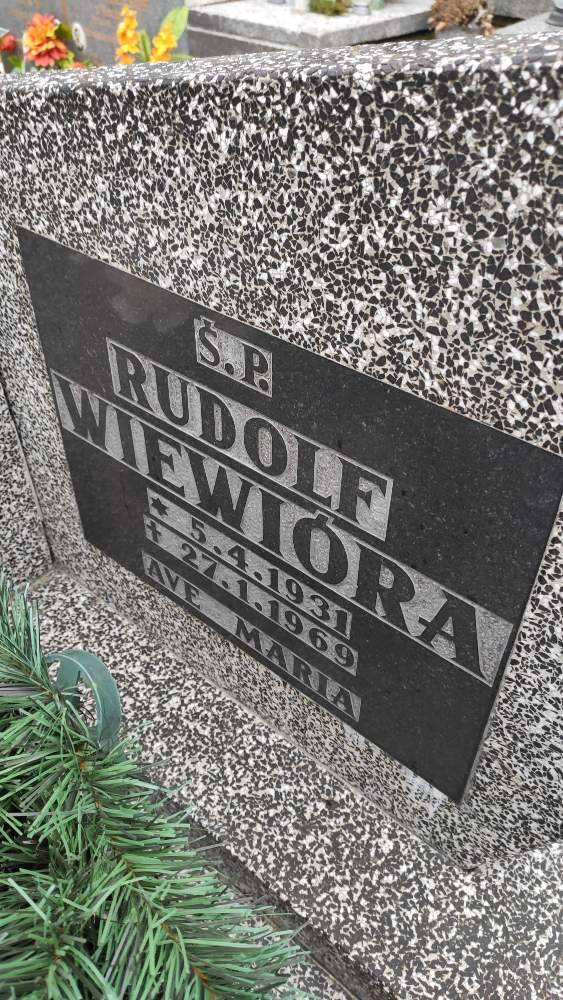 Ś.P.
RUDOLF
WIEWIÓRA
* 5.4.1931
† 27.1.1969
AVE MARIA